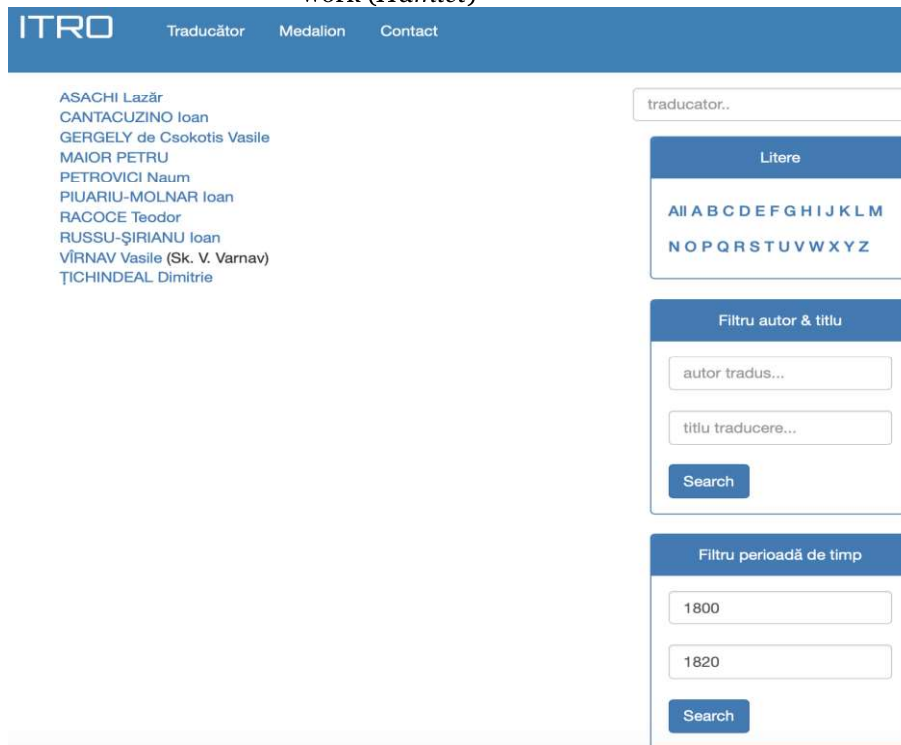 work (Hamlet)
ITRO
Traducător Medalion Contact
ASACHI Lazăr
CANTACUZINO Ioan
GERGELY de Csokotis Vasile
MAIOR PETRU
PETROVICI Naum
PIUARIU-MOLNAR Ioan
RACOCE Teodor
RUSSU-ŞIRIANU Ioan
VÎRNAV Vasile (Sk. V. Varnav)
ŢICHINDEAL Dimitrie
traducator..
Litere
All A B C D E F G H I J K L M
N O P Q R S T U V W X Y Z
Filtru autor & titlu
autor tradus...
titlu traducere...
Search
Filtru perioadă de timp
1800
1820
Search